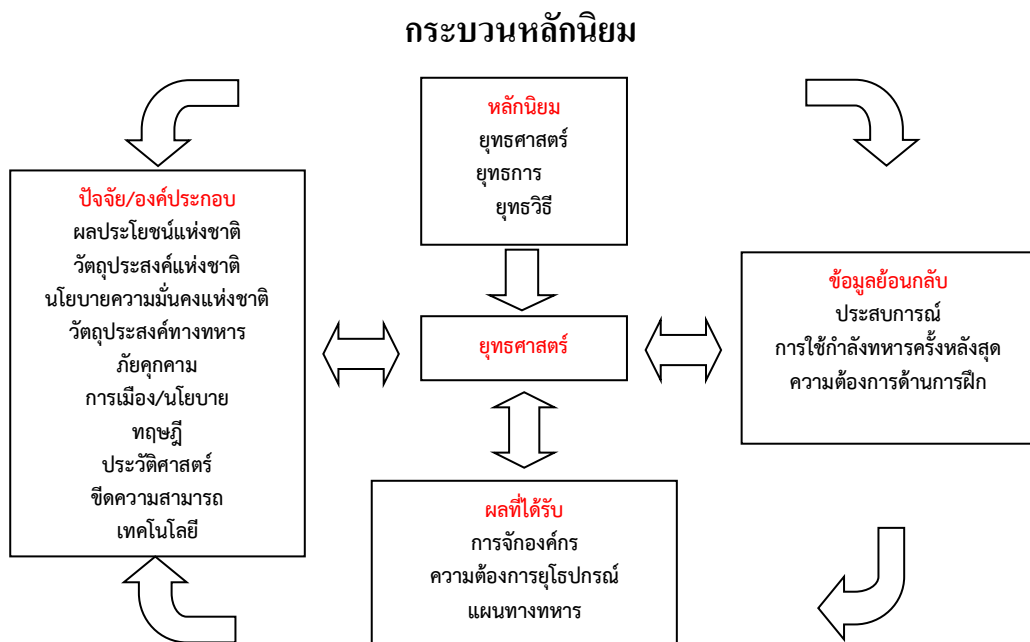 กระบวนหลักนิยม
หลักนิยม
ยุทธศาสตร์
ยุทธการ
ยุทธวิธี
ปัจจัย/องค์ประกอบ
ผลประโยชน์แห่งชาติ
วัตถุประสงค์แห่งชาติ
นโยบายความมั่นคงแห่งชาติ
วัตถุประสงค์ทางทหาร
ภัยคุกคาม
การเมือง/นโยบาย
ทฤษฎี
ประวัติศาสตร์
ขีดความสามารถ
เทคโนโลยี
ยุทธศาสตร์
ข้อมูลย้อนกลับ
ประสบการณ์
การใช้กำลังทหารครั้งหลังสุด
ความต้องการด้านการฝึก
ผลที่ได้รับ
การจักองค์กร
ความต้องการยุโธปกรณ์
แผนทางทหาร